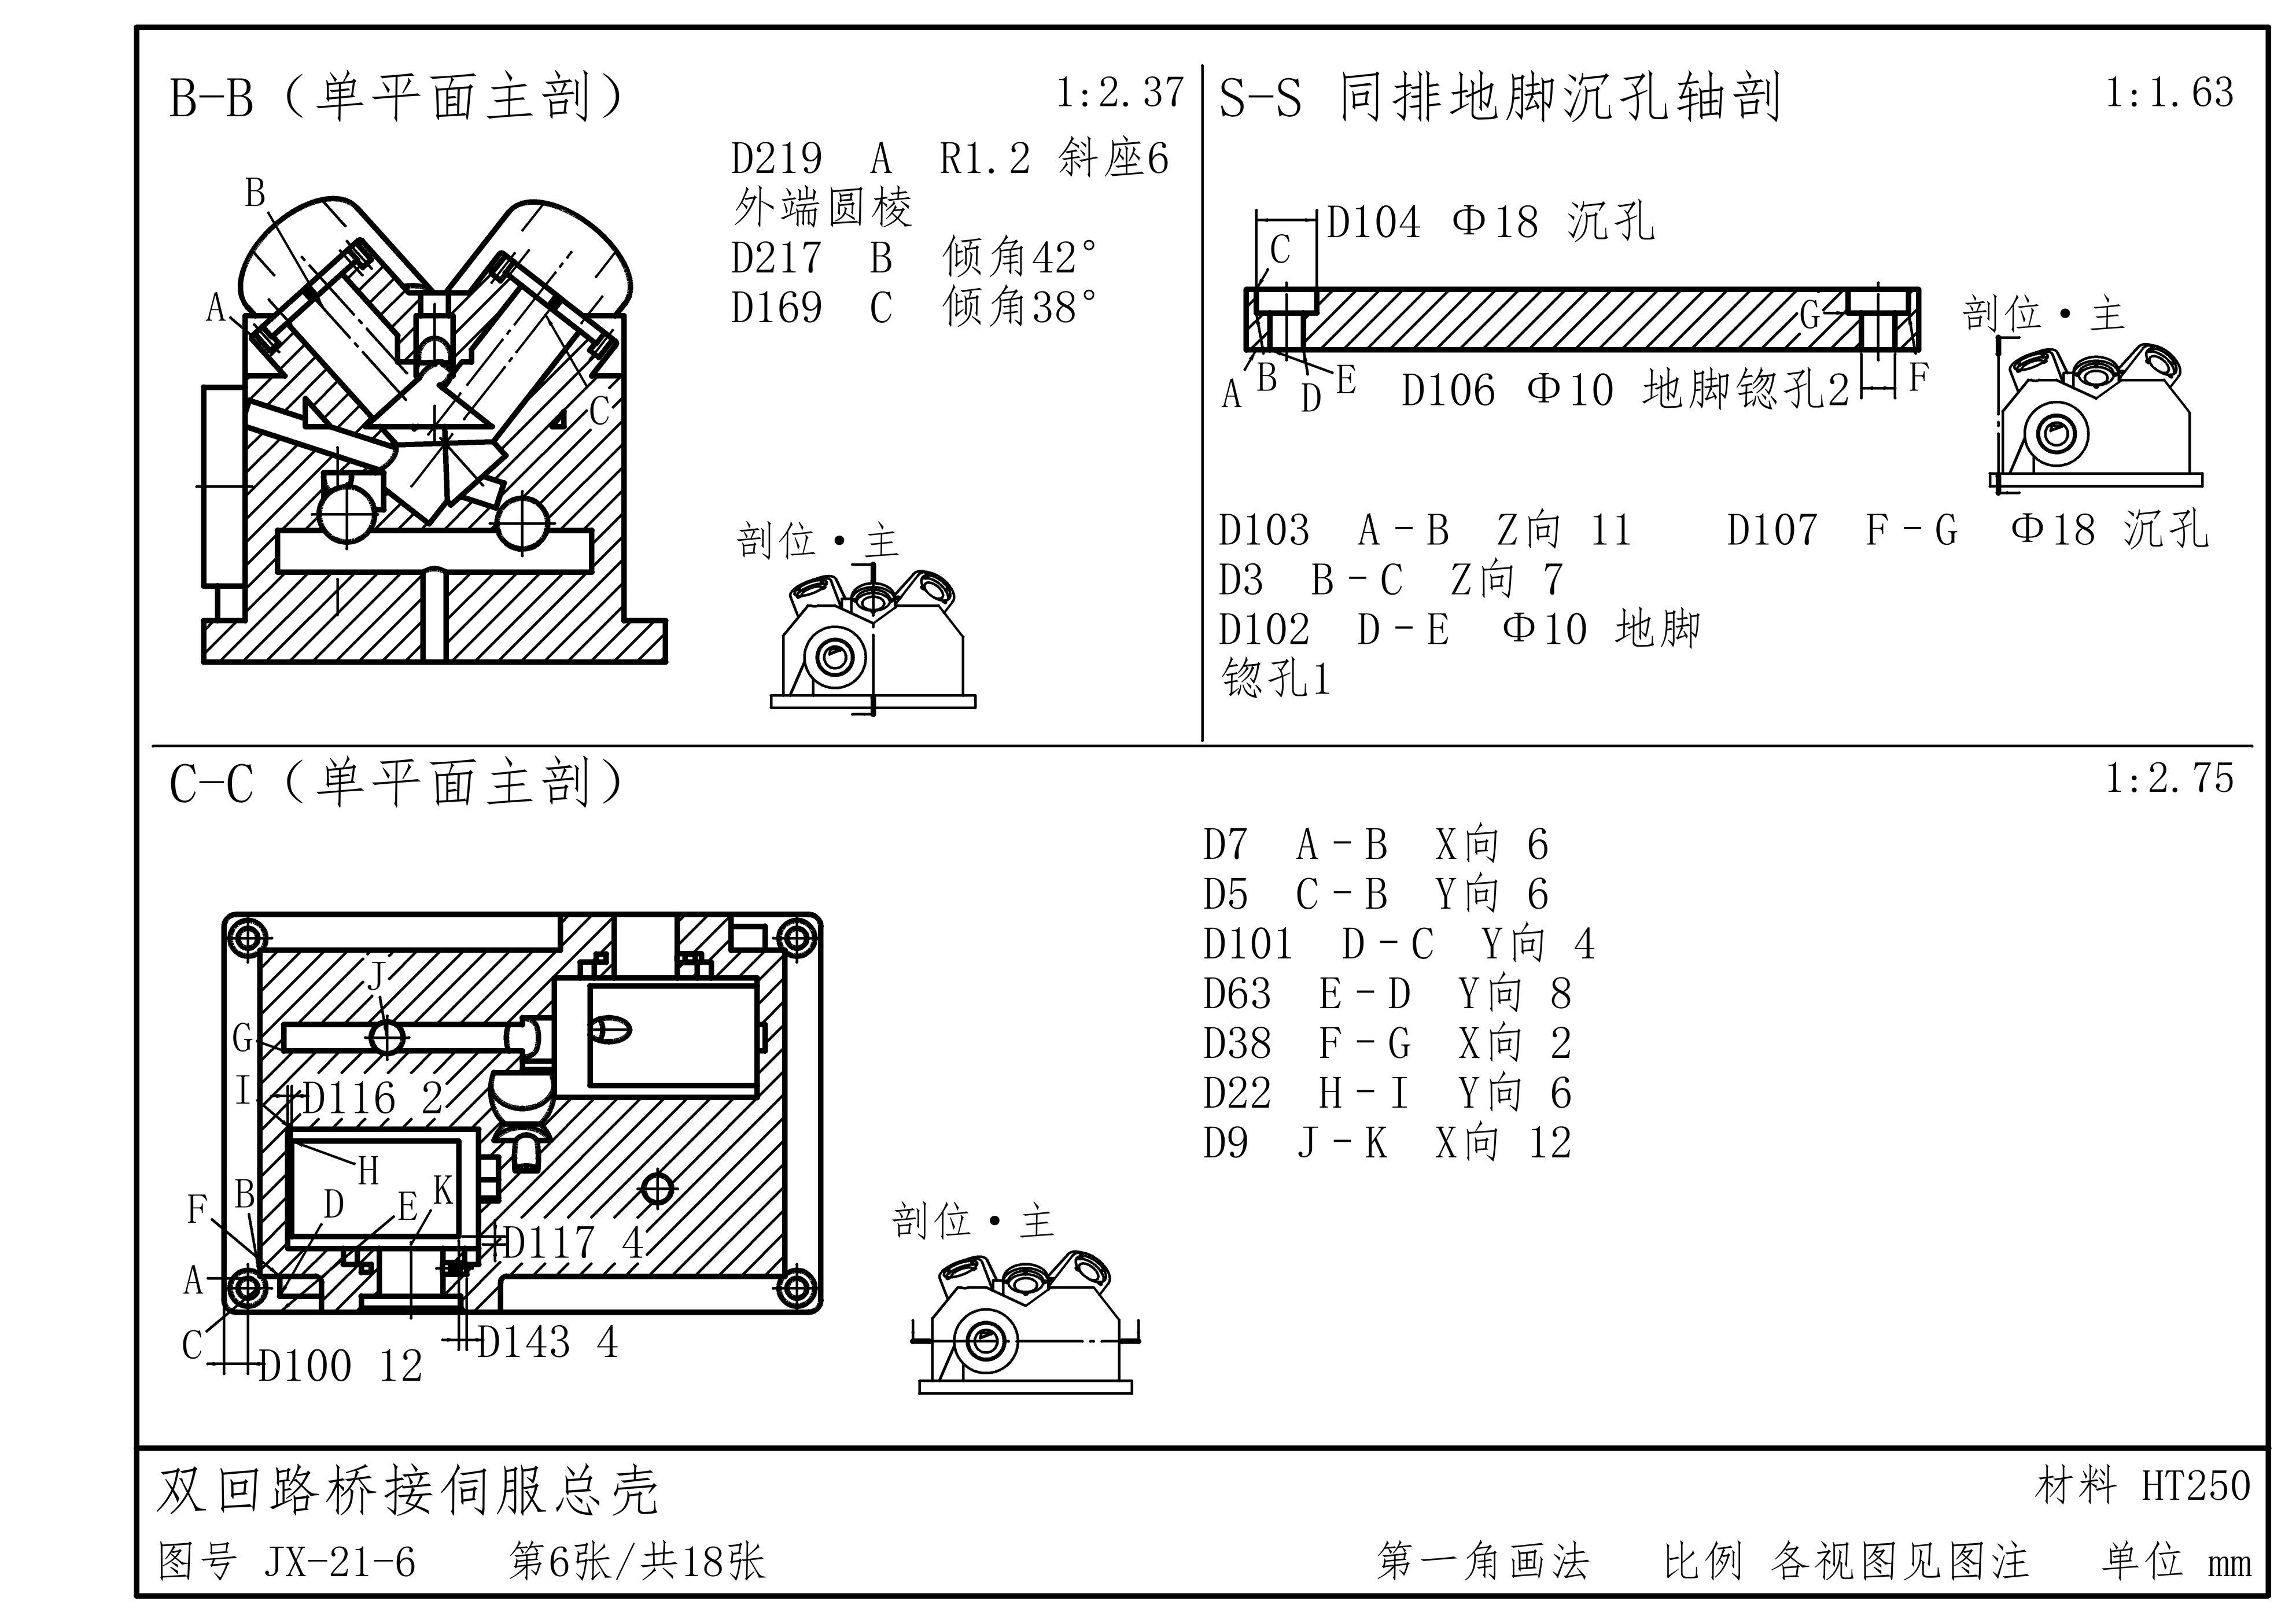 B-B（单平面主剖） 1:2.37
D219 A R1.2 斜座6
外端圆棱
D217 B 倾角42°
D169 C 倾角38°
B
A
C
剖位·主
S-S 同排地脚沉孔轴剖 1:1.63
D104 Φ18 沉孔
C
G
A B D E D106 Φ10 地脚锪孔2 F
剖位·主
D103 A-B Z向 11 D107 F-G Φ18 沉孔
D3 B-C Z向 7
D102 D-E Φ10 地脚
锪孔1
C-C（单平面主剖） 1:2.75
D7 A-B X向 6
D5 C-B Y向 6
D101 D-C Y向 4
D63 E-D Y向 8
D38 F-G X向 2
D22 H-I Y向 6
D9 J-K X向 12
J
G
I D116 2
H
F B D E K
D117 4
A
C D100 12 D143 4
剖位·主
双回路桥接伺服总壳 材料 HT250
图号 JX-21-6 第6张/共18张 第一角画法 比例 各视图见图注 单位 mm